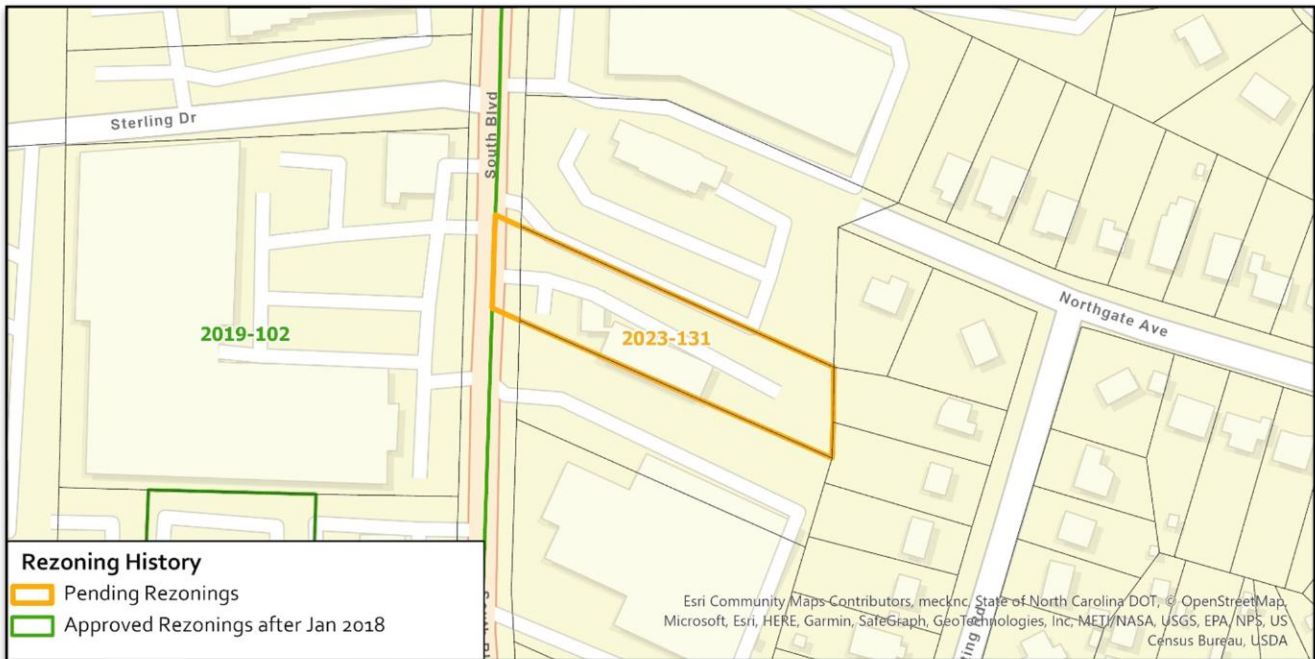 Sterling Dr
South Blvd
Northgate Ave
2019-102
2023-131
Rezoning History
Pending Rezonings
Approved Rezonings after Jan 2018
Esri Community Maps Contributors, mecknc, State of North Carolina DOT, © OpenStreetMap,
Microsoft, Esri, HERE, Garmin, SafeGraph, GeoTechnologies, Inc, METI/NASA, USGS, EPA, NPS, US
Census Bureau, USDA